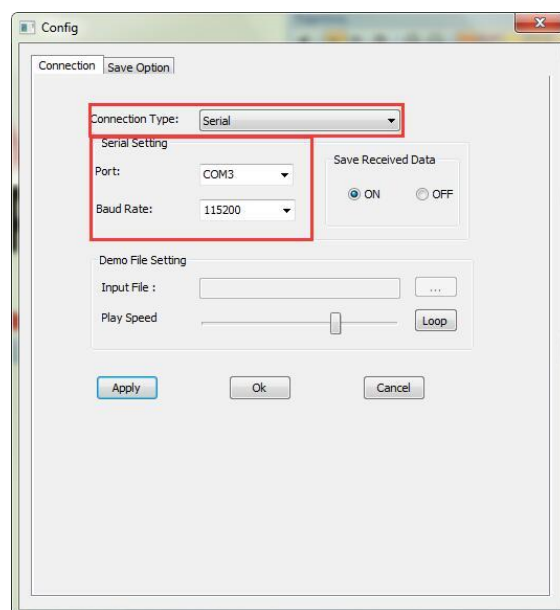 Config
Connection Save Option
Connection Type: Serial
Serial Setting
Port: COM3
Baud Rate: 115200
Save Received Data
ON OFF
Demo File Setting
Input File : ...
Play Speed Loop
Apply Ok Cancel